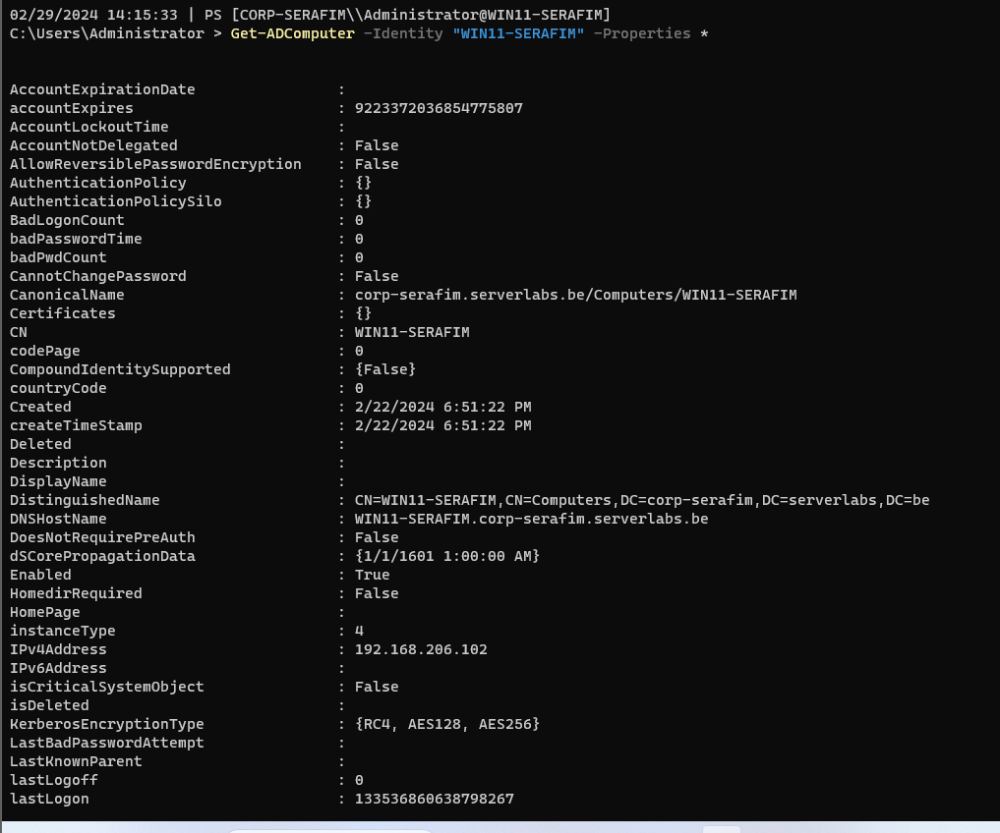 02/29/2024 14:15:33 | PS [CORP-SERAFIM\\Administrator@WIN11-SERAFIM]
C:\Users\Administrator > Get-ADComputer -Identity "WIN11-SERAFIM" -Properties *
AccountExpirationDate :
accountExpires : 9223372036854775807
AccountLockoutTime :
AccountNotDelegated : False
AllowReversiblePasswordEncryption : False
AuthenticationPolicy : {}
AuthenticationPolicySilo : {}
BadLogonCount : 0
badPasswordTime : 0
badPwdCount : 0
CannotChangePassword : False
CanonicalName : corp-serafim.serverlabs.be/Computers/WIN11-SERAFIM
Certificates : {}
CN : WIN11-SERAFIM
codePage : 0
CompoundIdentitySupported : {False}
countryCode : 0
Created : 2/22/2024 6:51:22 PM
createTimeStamp : 2/22/2024 6:51:22 PM
Deleted :
Description :
DisplayName :
DistinguishedName : CN=WIN11-SERAFIM,CN=Computers,DC=corp-serafim,DC=serverlabs,DC=be
DNSHostName : WIN11-SERAFIM.corp-serafim.serverlabs.be
DoesNotRequirePreAuth : False
dSCorePropagationData : {1/1/1601 1:00:00 AM}
Enabled : True
HomedirRequired : False
HomePage :
instanceType : 4
IPv4Address : 192.168.206.102
IPv6Address :
isCriticalSystemObject : False
isDeleted :
KerberosEncryptionType : {RC4, AES128, AES256}
LastBadPasswordAttempt :
LastKnownParent :
lastLogoff : 0
lastLogon : 133536860638798267